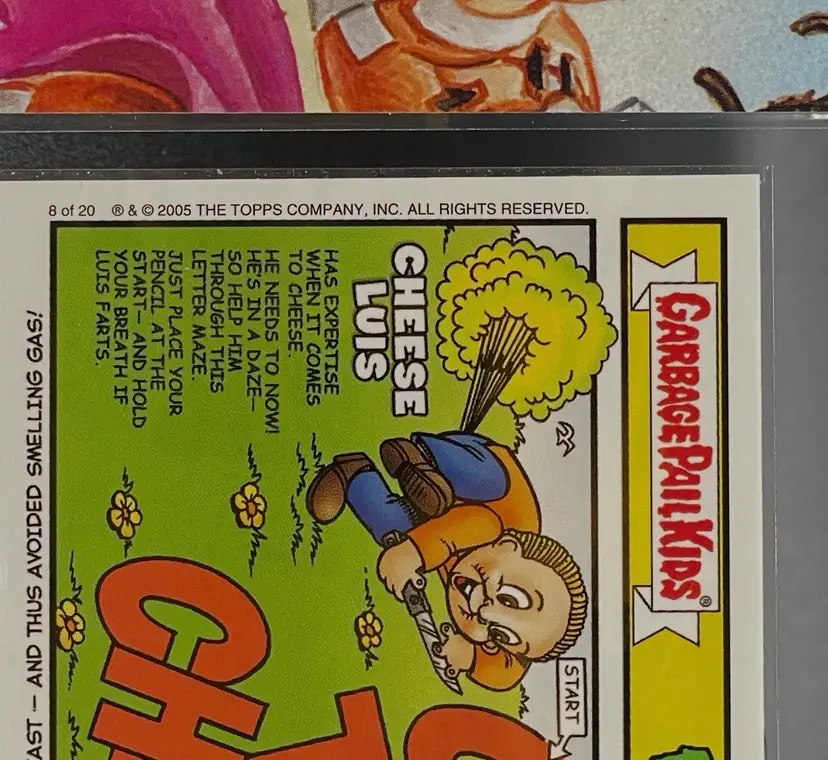 8 of 20 ® & © 2005 THE TOPPS COMPANY, INC. ALL RIGHTS RESERVED.
GARBAGE PAIL KIDS®
CHEESE
LUIS
HAS EXPERTISE
WHEN IT COMES
TO CHEESE.
HE NEEDS TO NOW!
HE'S IN A DAZE—
SO HELP HIM
THROUGH THIS
LETTER MAZE.
JUST PLACE YOUR
PENCIL AT THE
START— AND HOLD
YOUR BREATH IF
LUIS FARTS.
START
C
CH
AST — AND THUS AVOIDED SMELLING GAS!